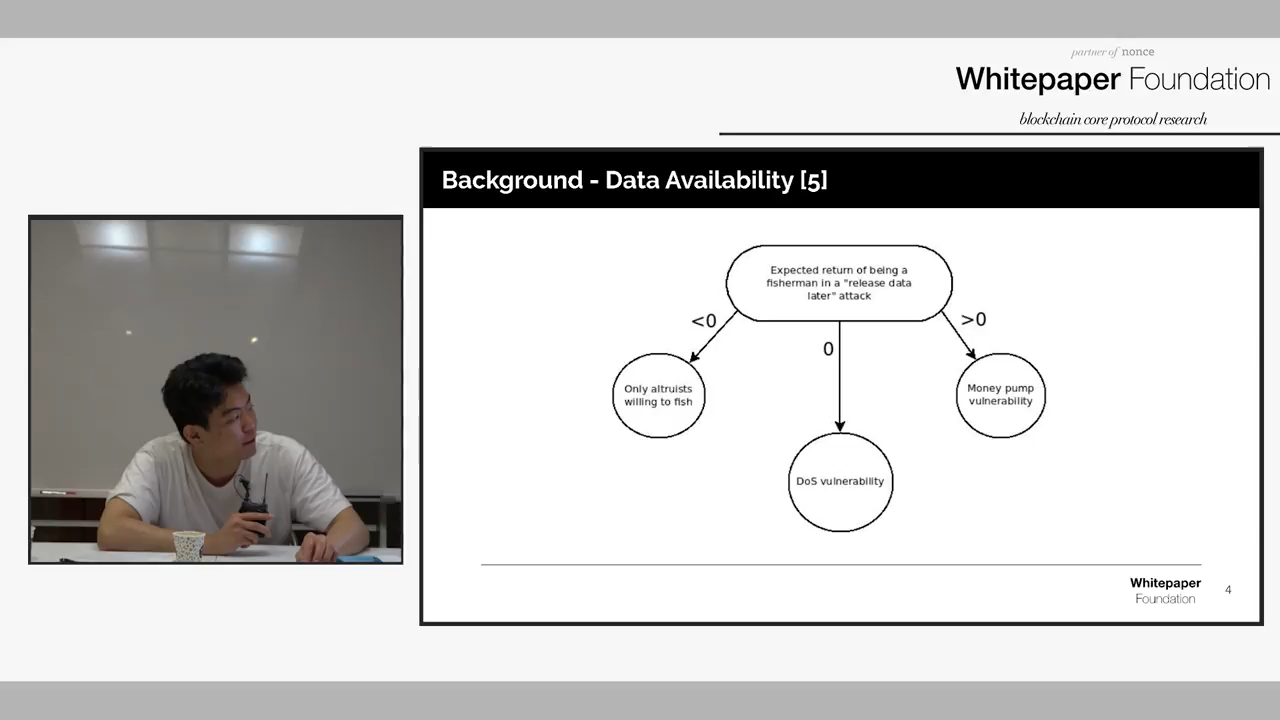 partner of nonce
Whitepaper Foundation
blockchain core protocol research
Background - Data Availability [5]
Expected return of being a
fisherman in a "release data
later" attack
<0
0
>0
Only altruists
willing to fish
Money pump
vulnerability
DoS vulnerability
Whitepaper
Foundation
4